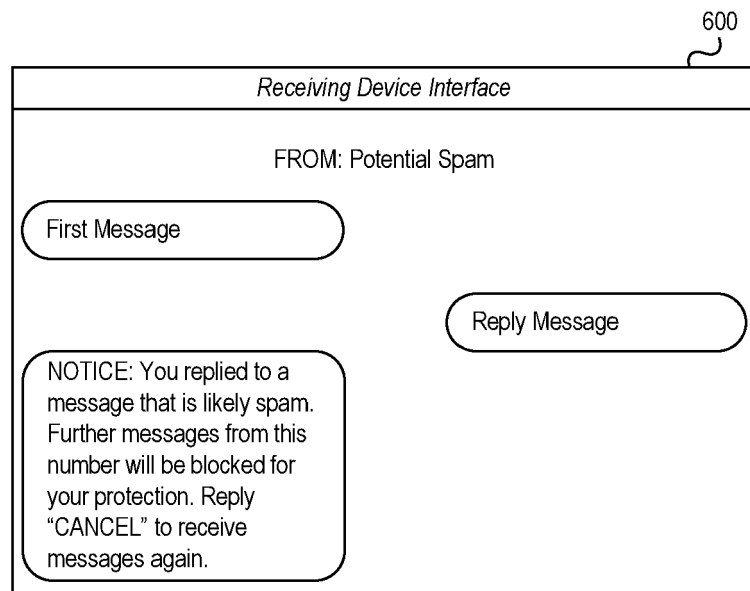 600
Receiving Device Interface
FROM: Potential Spam
First Message
Reply Message
NOTICE: You replied to a
message that is likely spam.
Further messages from this
number will be blocked for
your protection. Reply
“CANCEL” to receive
messages again.